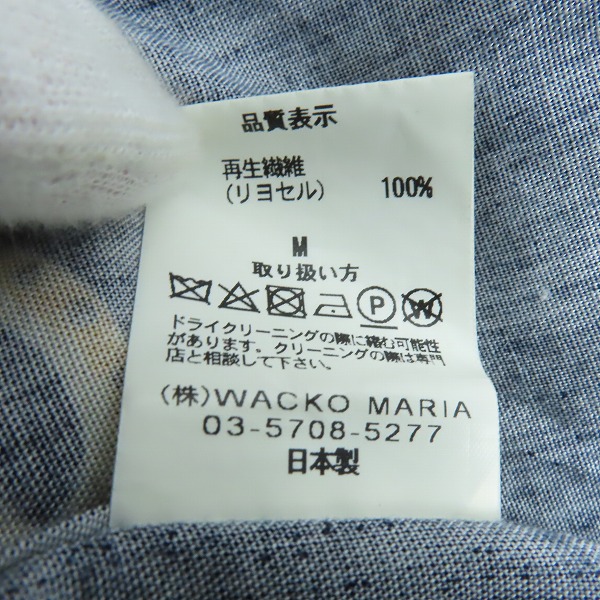 品質表示
再生繊維
(リヨセル) 100%
M
取り扱い方
P W
ドライクリーニングの際に縮む可能性
があります。クリーニングの際は専門
店と相談して下さい。
(株)WACKO MARIA
03-5708-5277
日本製